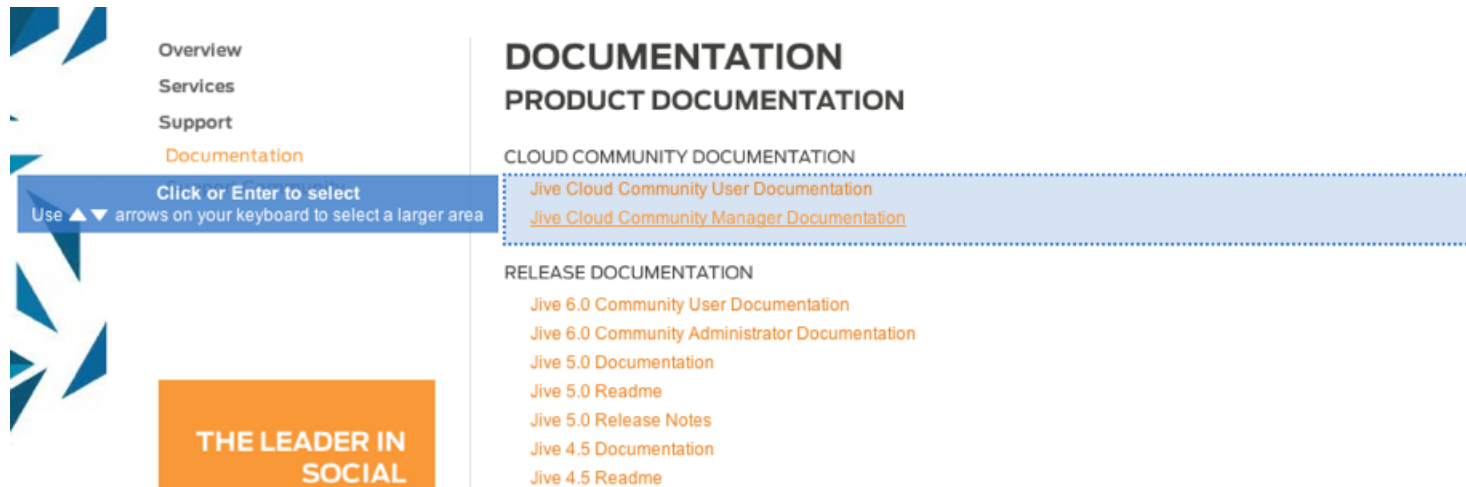 Overview
Services
Support
Documentation
Click or Enter to select
Use ▲▼ arrows on your keyboard to select a larger area
THE LEADER IN
SOCIAL
DOCUMENTATION
PRODUCT DOCUMENTATION
CLOUD COMMUNITY DOCUMENTATION
Jive Cloud Community User Documentation
Jive Cloud Community Manager Documentation
RELEASE DOCUMENTATION
Jive 6.0 Community User Documentation
Jive 6.0 Community Administrator Documentation
Jive 5.0 Documentation
Jive 5.0 Readme
Jive 5.0 Release Notes
Jive 4.5 Documentation
Jive 4.5 Readme